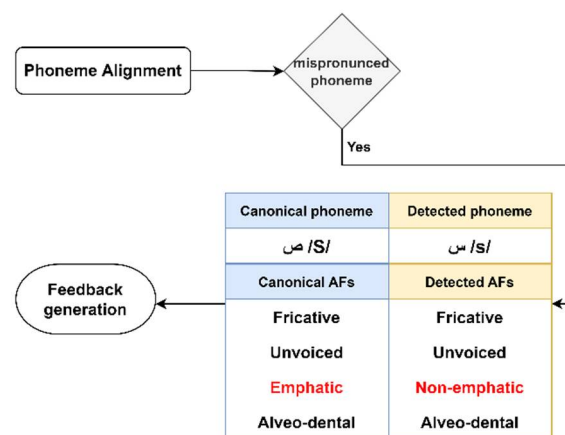 Phoneme Alignment
mispronunced
phoneme
Yes
Canonical phoneme
Detected phoneme
ص /S/
س /s/
Canonical AFs
Detected AFs
Feedback
generation
Fricative
Fricative
Unvoiced
Unvoiced
Emphatic
Non-emphatic
Alveo-dental
Alveo-dental